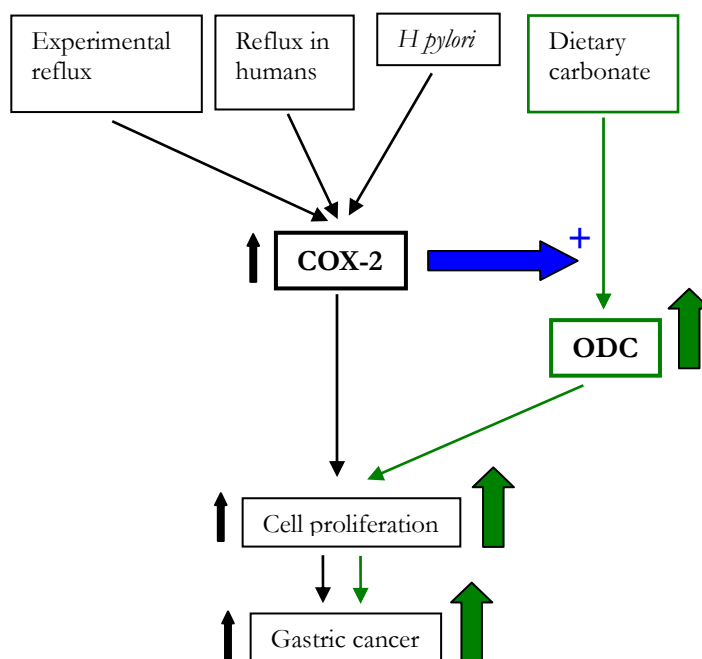 Experimental
reflux
Reflux in
humans
H pylori
Dietary
carbonate
+
COX-2
ODC
Cell proliferation
Gastric cancer